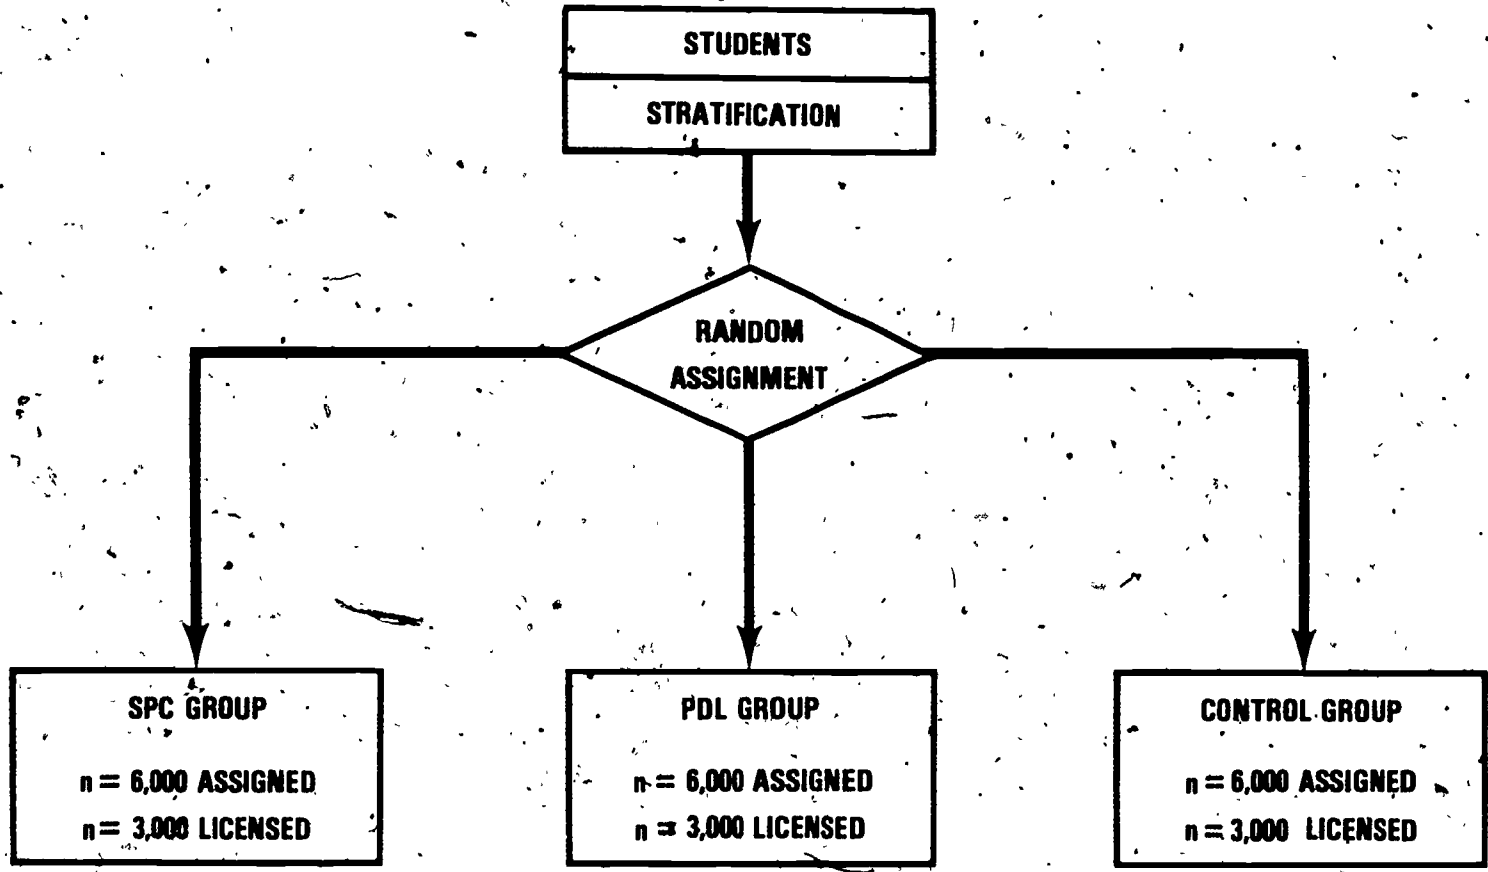 STUDENTS
STRATIFICATION
RANDOM
ASSIGNMENT
SPC GROUP
n = 6,000 ASSIGNED
n = 3,000 LICENSED
PDL GROUP
n = 6,000 ASSIGNED
n = 3,000 LICENSED
CONTROL GROUP
n = 6,000 ASSIGNED
n = 3,000 LICENSED